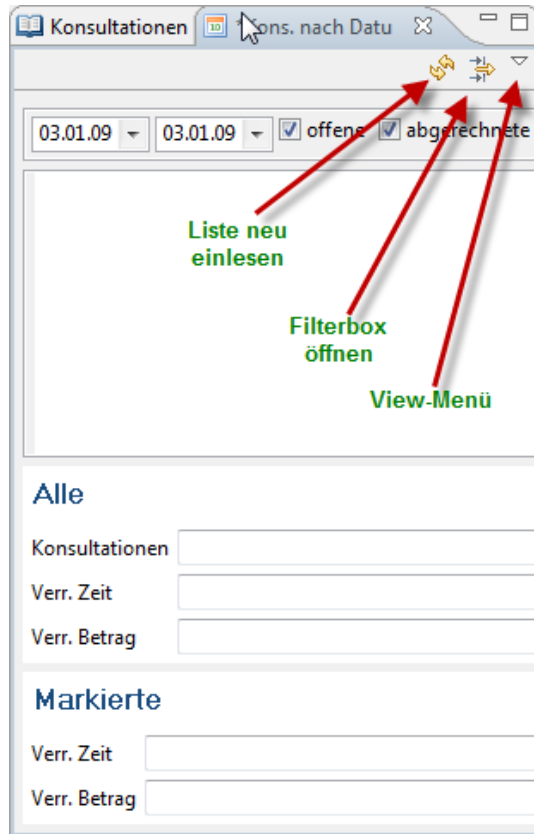 Konsultationen
Kons. nach Datu
03.01.09 03.01.09 offene abgerechnete
Liste neu
einlesen
Filterbox
öffnen
View-Menü
Alle
Konsultationen
Verr. Zeit
Verr. Betrag
Markierte
Verr. Zeit
Verr. Betrag